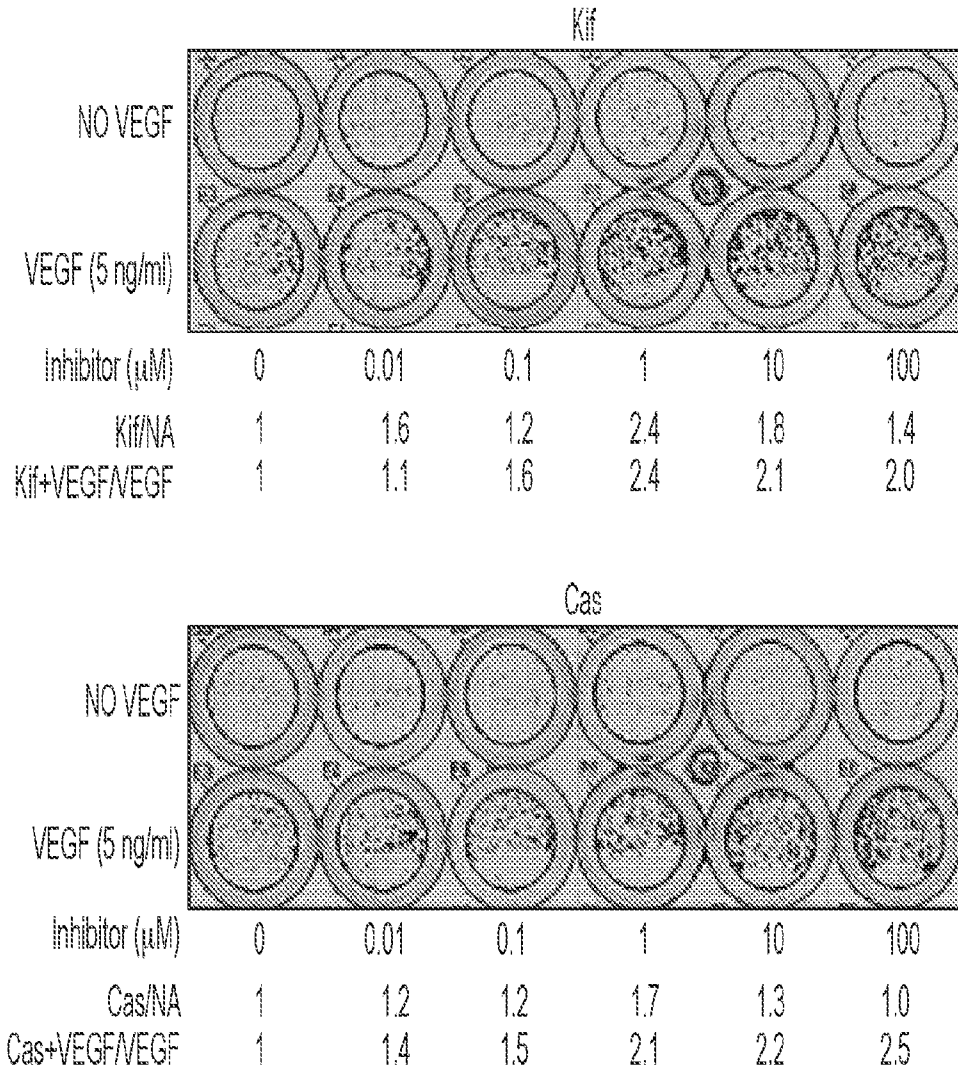 Kif
NO VEGF
VEGF (5 ng/ml)
Inhibitor (μM) 0 0.01 0.1 1 10 100
Kif/NA 1 1.6 1.2 2.4 1.8 1.4
Kif+VEGF/VEGF 1 1.1 1.6 2.4 2.1 2.0
Cas
NO VEGF
VEGF (5 ng/ml)
Inhibitor (μM) 0 0.01 0.1 1 10 100
Cas/NA 1 1.2 1.2 1.7 1.3 1.0
Cas+VEGF/VEGF 1 1.4 1.5 2.1 2.2 2.5